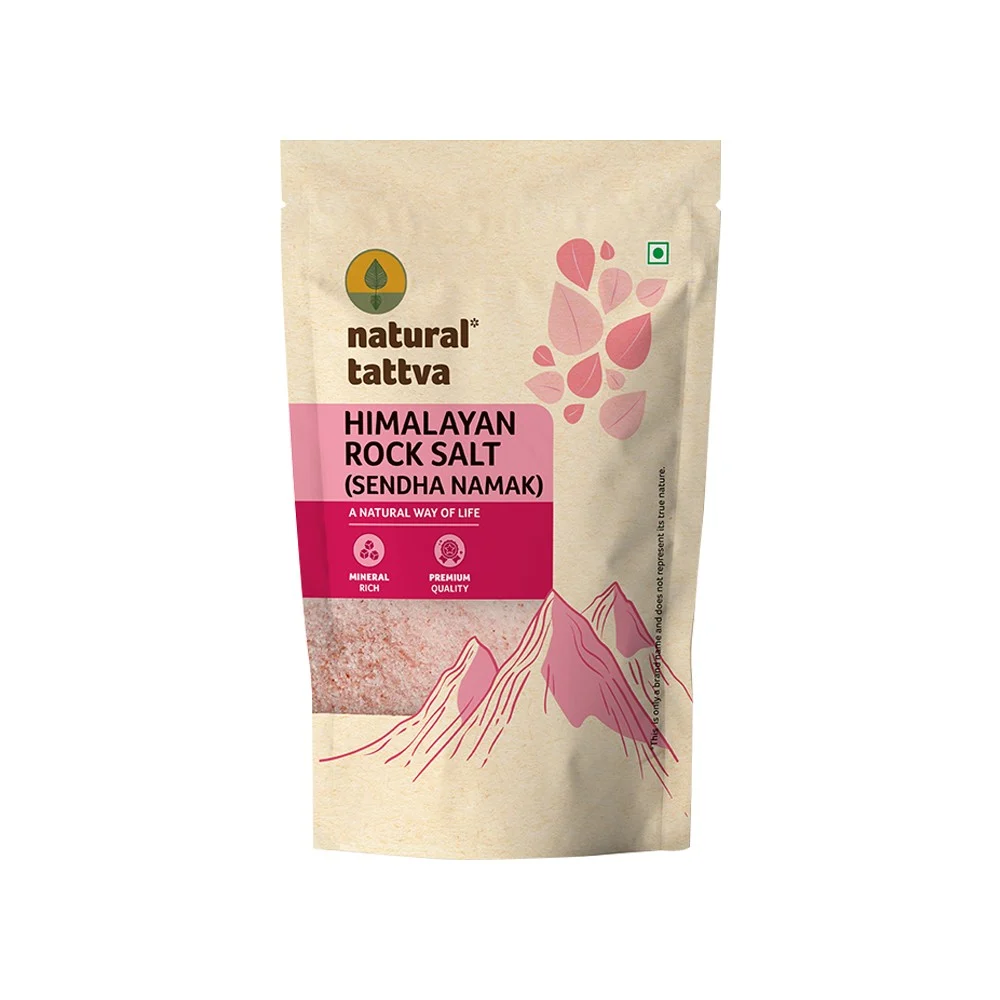 natural*
tattva
HIMALAYAN
ROCK SALT
(SENDHA NAMAK)
A NATURAL WAY OF LIFE
MINERAL
RICH
PREMIUM
QUALITY
*This is only a brand name and does not represent its true nature.